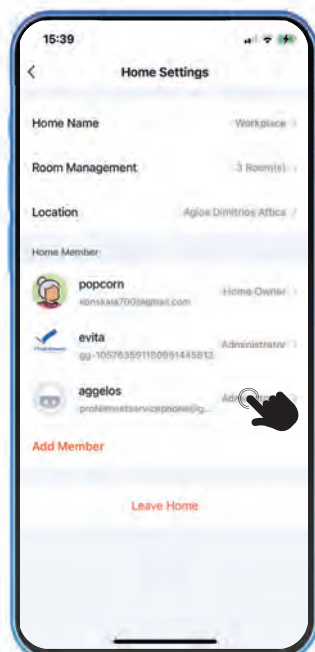 15:39
Home Settings
Home Name Workplace
Room Management 3 Room(s)
Location Agios Dimitrios Attica
Home Member
popcorn
Home Owner
evita
Administrator
aggelos
Add Member
Leave Home